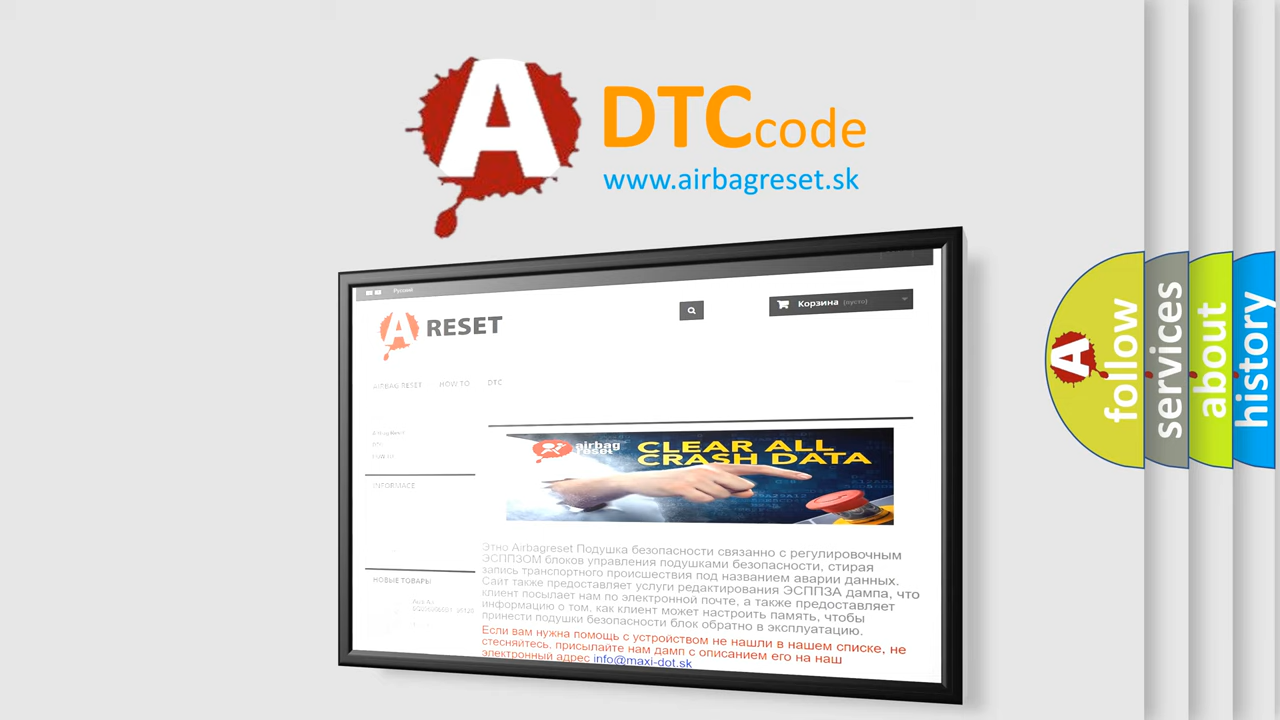 A
DTC code
www.airbagreset.sk
Русский
A RESET
Корзина (пусто)
AIRBAG RESET HOW TO DTC
INFORMACE
НОВЫЕ ТОВАРЫ
airbag
reset
CLEAR ALL
CRASH DATA
Этно Airbagreset Подушка безопасности связанно с регулировочным
ЭСППЗОМ блоков управления подушками безопасности, стирая
запись транспортного происшествия под названием аварии данных.
Сайт также предоставляет услуги редактирования ЭСППЗА дампа, что
клиент посылает нам по электронной почте, а также предоставляет
информацию о том, как клиент может настроить память, чтобы
принести подушки безопасности блок обратно в эксплуатацию.
Если вам нужна помощь с устройством не нашли в нашем списке, не
стесняйтесь, присылайте нам дамп с описанием его на наш
электронный адрес info@maxi-dot.sk
A
follow
services
about
history